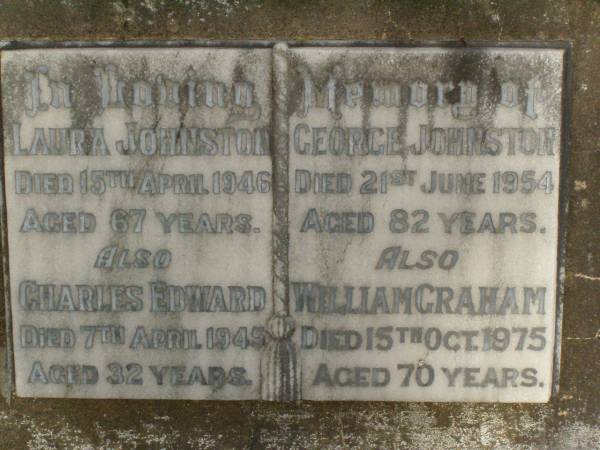 In Loving Memory of
LAURA JOHNSTON
DIED 15TH APRIL 1946
AGED 67 YEARS.
ALSO
CHARLES EDWARD
DIED 7TH APRIL 1945
AGED 32 YEARS.
GEORGE JOHNSTON
DIED 21ST JUNE 1954
AGED 82 YEARS.
ALSO
WILLIAM GRAHAM
DIED 15TH OCT. 1975
AGED 70 YEARS.